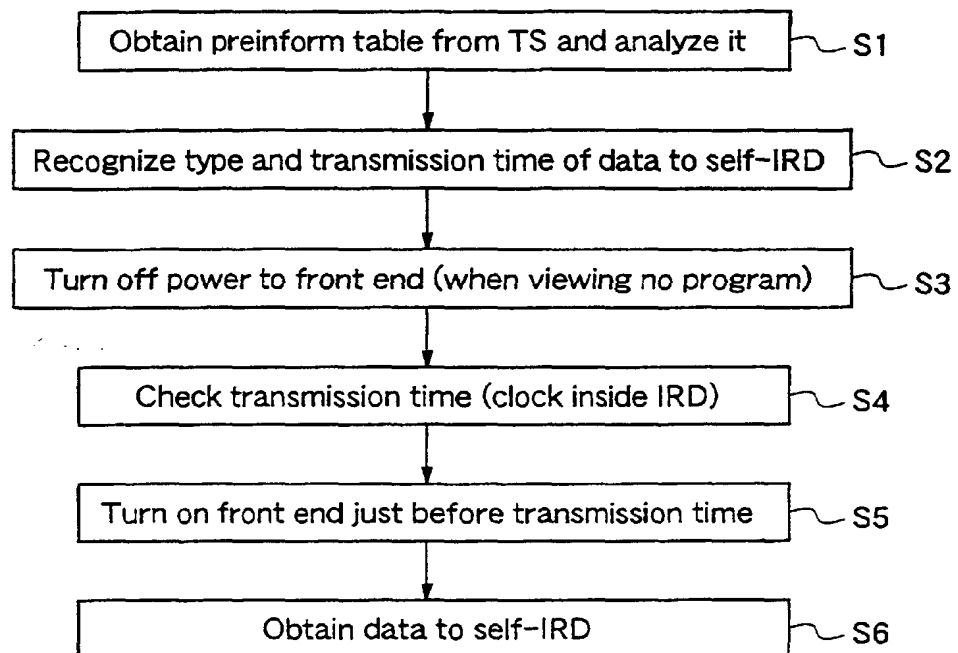 Obtain preinform table from TS and analyze it S1
Recognize type and transmission time of data to self-IRD S2
Turn off power to front end (when viewing no program) S3
Check transmission time (clock inside IRD) S4
Turn on front end just before transmission time S5
Obtain data to self-IRD S6